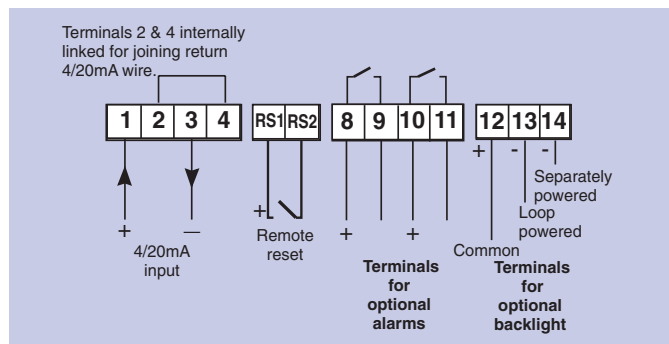 Terminals 2 & 4 internally
linked for joining return
4/20mA wire.
1 2 3 4 RS1 RS2 8 9 10 11 12 13 14
+ - -
Separately
powered
Loop
powered
+
Remote
reset
+ —
4/20mA
input
+ +
Common
Terminals
for
optional
alarms
Terminals
for
optional
backlight